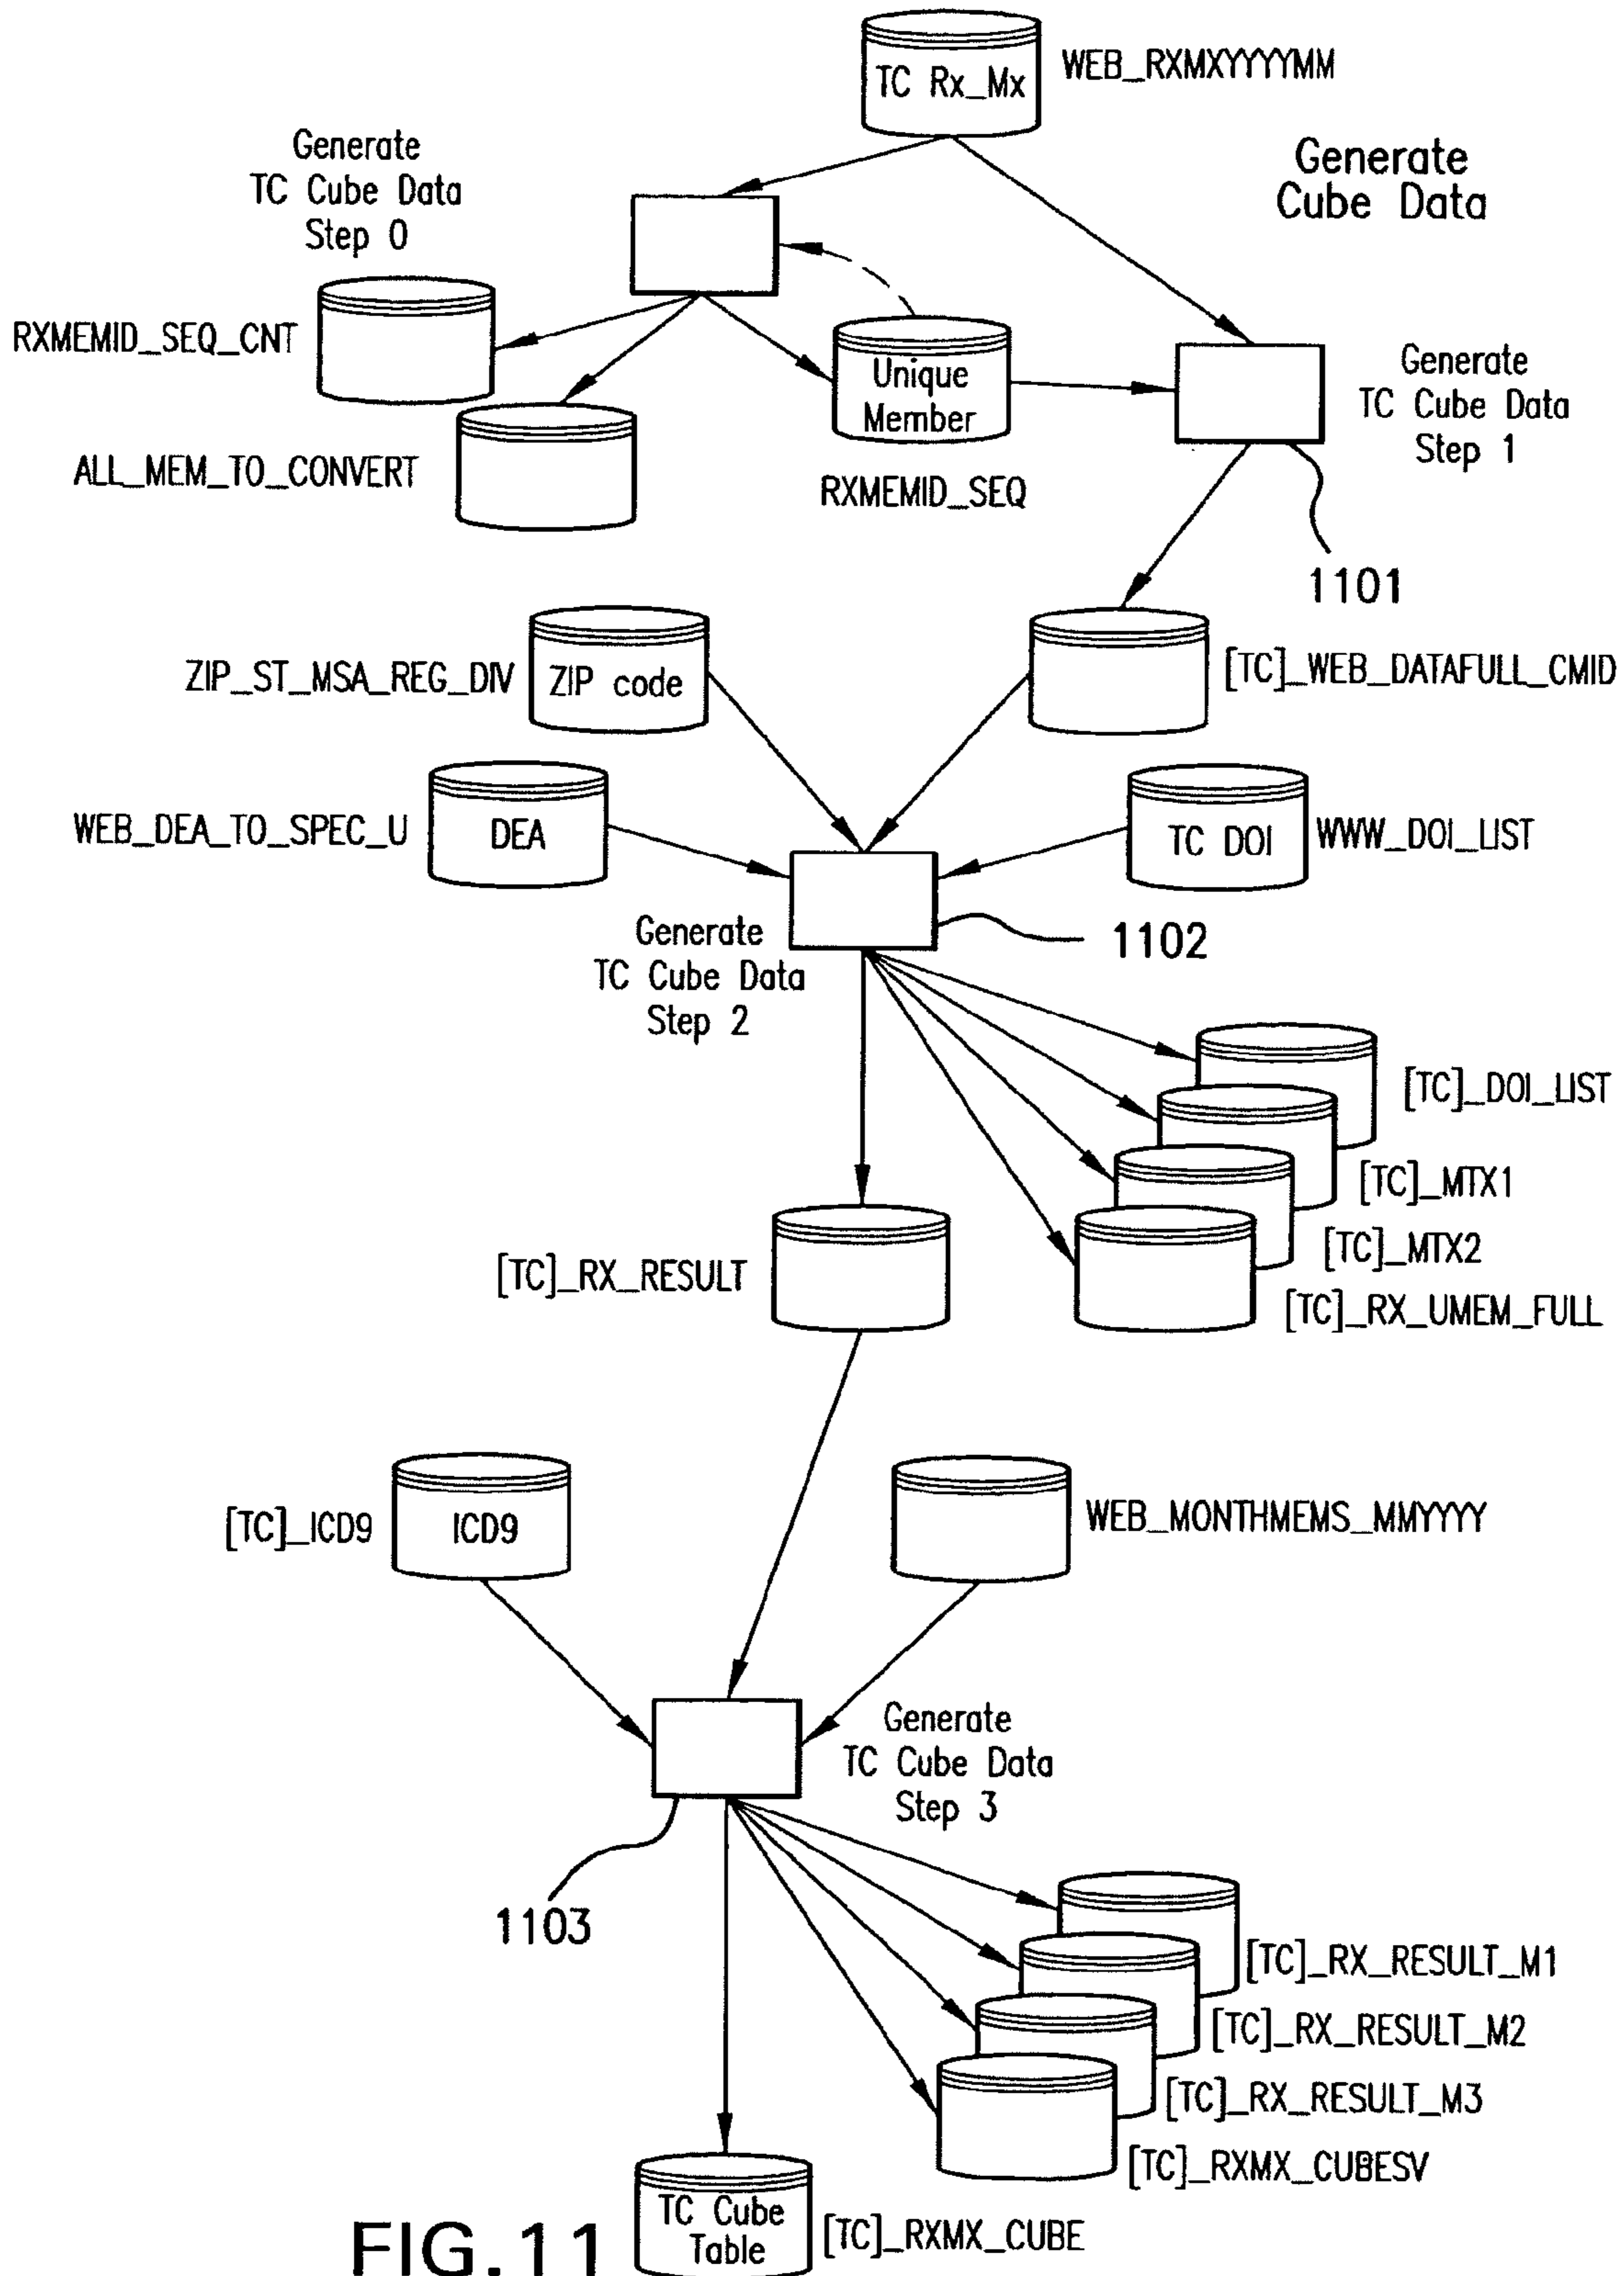 TC Rx_Mx
WEB_RXMXYYYYMM
Generate
TC Cube Data
Step 0
Generate
Cube Data
RXMEMID_SEQ_CNT
Unique
Member
Generate
TC Cube Data
Step 1
ALL_MEM_TO_CONVERT
RXMEMID_SEQ
1101
ZIP_ST_MSA_REG_DIV
ZIP code
[TC]_WEB_DATAFULL_CMID
WEB_DEA_TO_SPEC_U
DEA
TC DOI
WWW_DOI_LIST
Generate
TC Cube Data
Step 2
1102
[TC]_DOI_LIST
[TC]_MTX1
[TC]_MTX2
[TC]_RX_UMEM_FULL
[TC]_RX_RESULT
[TC]_ICD9
ICD9
WEB_MONTHMEMS_MMYYYY
Generate
TC Cube Data
Step 3
1103
[TC]_RX_RESULT_M1
[TC]_RX_RESULT_M2
[TC]_RX_RESULT_M3
[TC]_RXMX_CUBESV
TC Cube
Table
[TC]_RXMX_CUBE
FIG.11